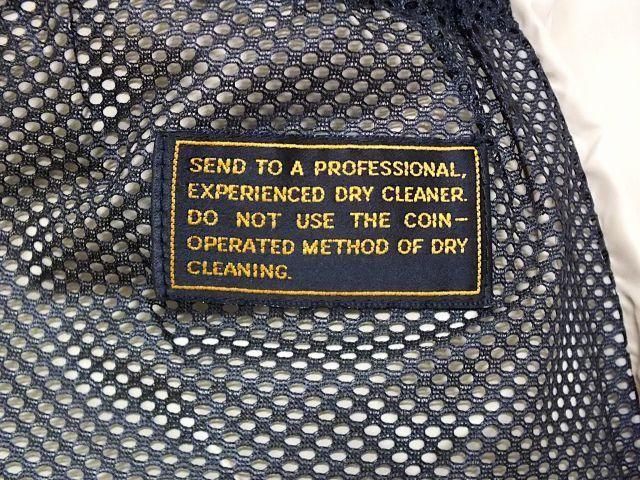 SEND TO A PROFESSIONAL,
EXPERIENCED DRY CLEANER.
DO NOT USE THE COIN-
OPERATED METHOD OF DRY
CLEANING.